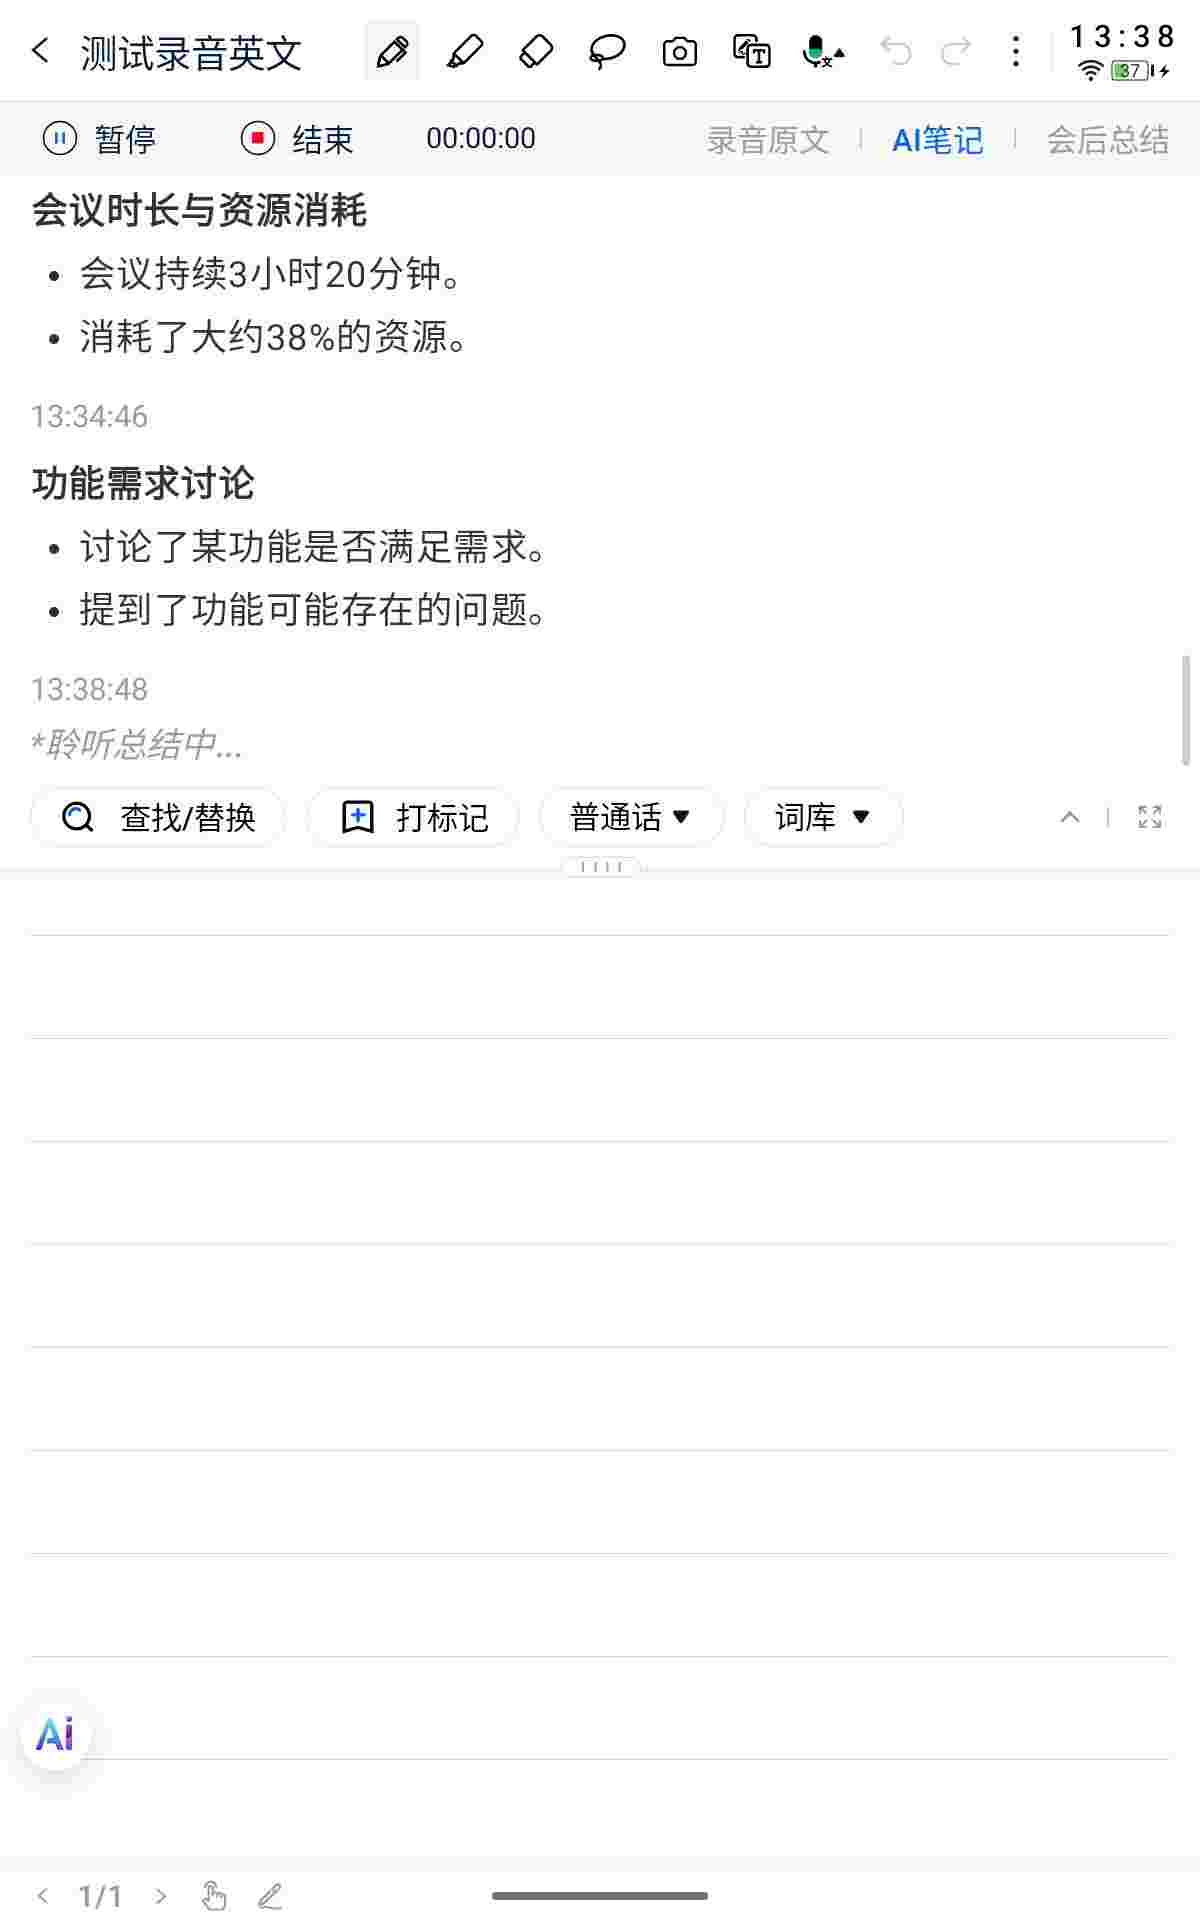 测试录音英文
13:38
37
暂停 结束 00:00:00 录音原文 AI笔记 会后总结
会议时长与资源消耗
• 会议持续3小时20分钟。
• 消耗了大约38%的资源。
13:34:46
功能需求讨论
• 讨论了某功能是否满足需求。
• 提到了功能可能存在的问题。
13:38:48
*聆听总结中...
查找/替换 打标记 普通话 词库
Ai
1/1